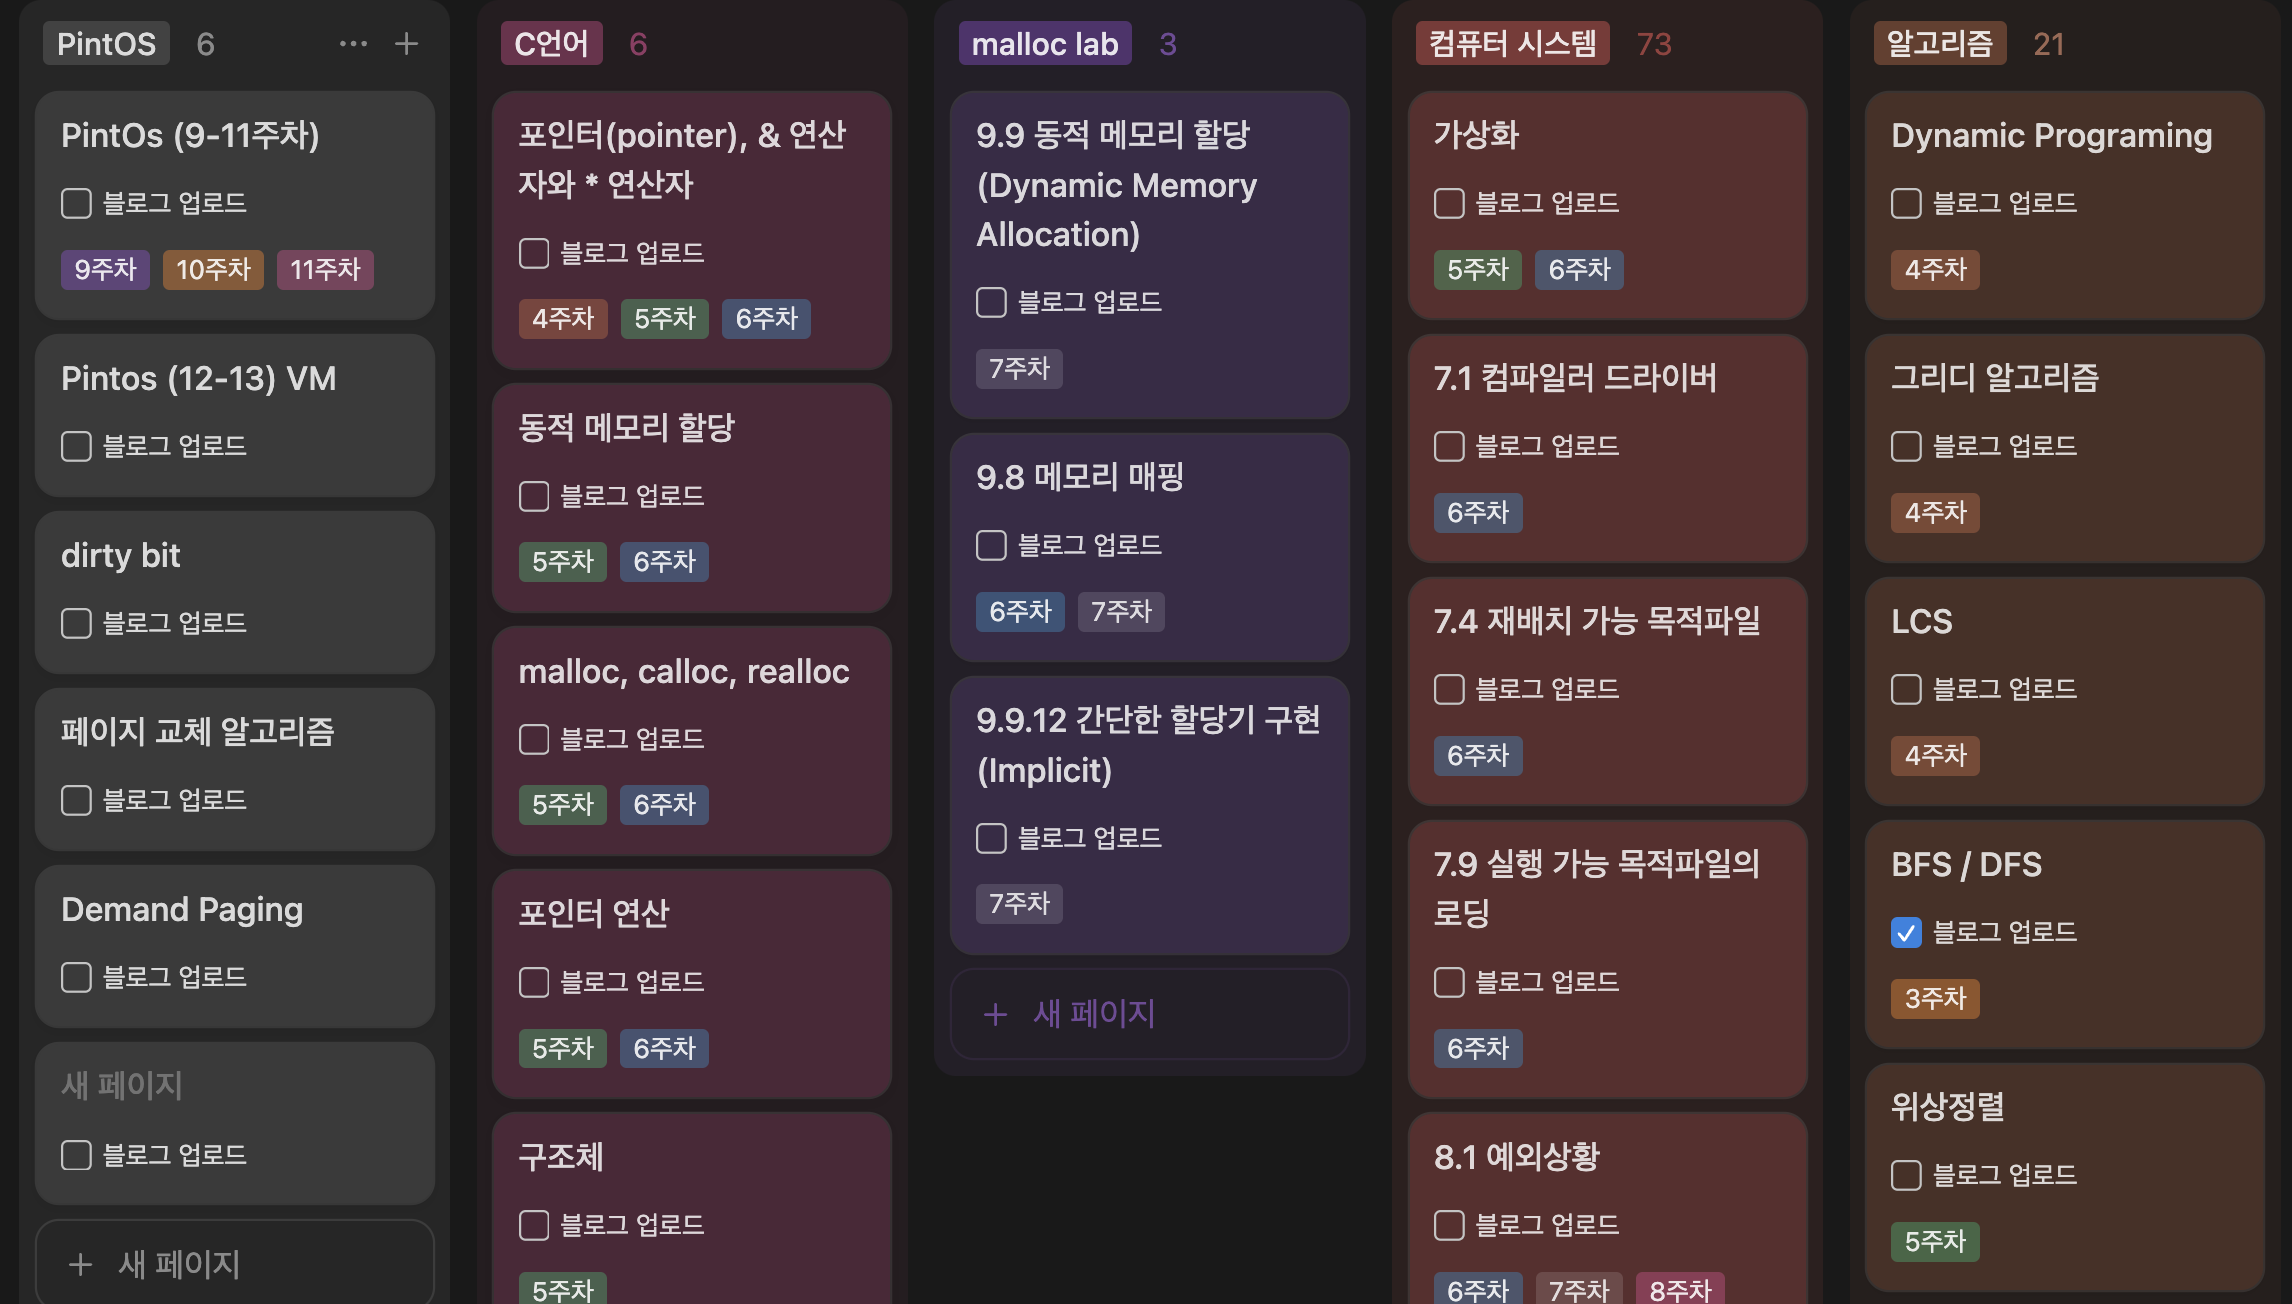 PintOS 6
PintOs (9-11주차)
블로그 업로드
9주차 10주차 11주차
Pintos (12-13) VM
블로그 업로드
dirty bit
블로그 업로드
페이지 교체 알고리즘
블로그 업로드
Demand Paging
블로그 업로드
새 페이지
블로그 업로드
+ 새 페이지
C언어 6
포인터(pointer), & 연산
자와 * 연산자
블로그 업로드
4주차 5주차 6주차
동적 메모리 할당
블로그 업로드
5주차 6주차
malloc, calloc, realloc
블로그 업로드
5주차 6주차
포인터 연산
블로그 업로드
5주차 6주차
구조체
블로그 업로드
5주차
malloc lab 3
9.9 동적 메모리 할당
(Dynamic Memory
Allocation)
블로그 업로드
7주차
9.8 메모리 매핑
블로그 업로드
6주차 7주차
9.9.12 간단한 할당기 구현
(Implicit)
블로그 업로드
7주차
+ 새 페이지
컴퓨터 시스템 73
가상화
블로그 업로드
5주차 6주차
7.1 컴파일러 드라이버
블로그 업로드
6주차
7.4 재배치 가능 목적파일
블로그 업로드
6주차
7.9 실행 가능 목적파일의
로딩
블로그 업로드
6주차
8.1 예외상황
블로그 업로드
6주차 7주차 8주차
알고리즘 21
Dynamic Programing
블로그 업로드
4주차
그리디 알고리즘
블로그 업로드
4주차
LCS
블로그 업로드
4주차
BFS / DFS
블로그 업로드
3주차
위상정렬
블로그 업로드
5주차